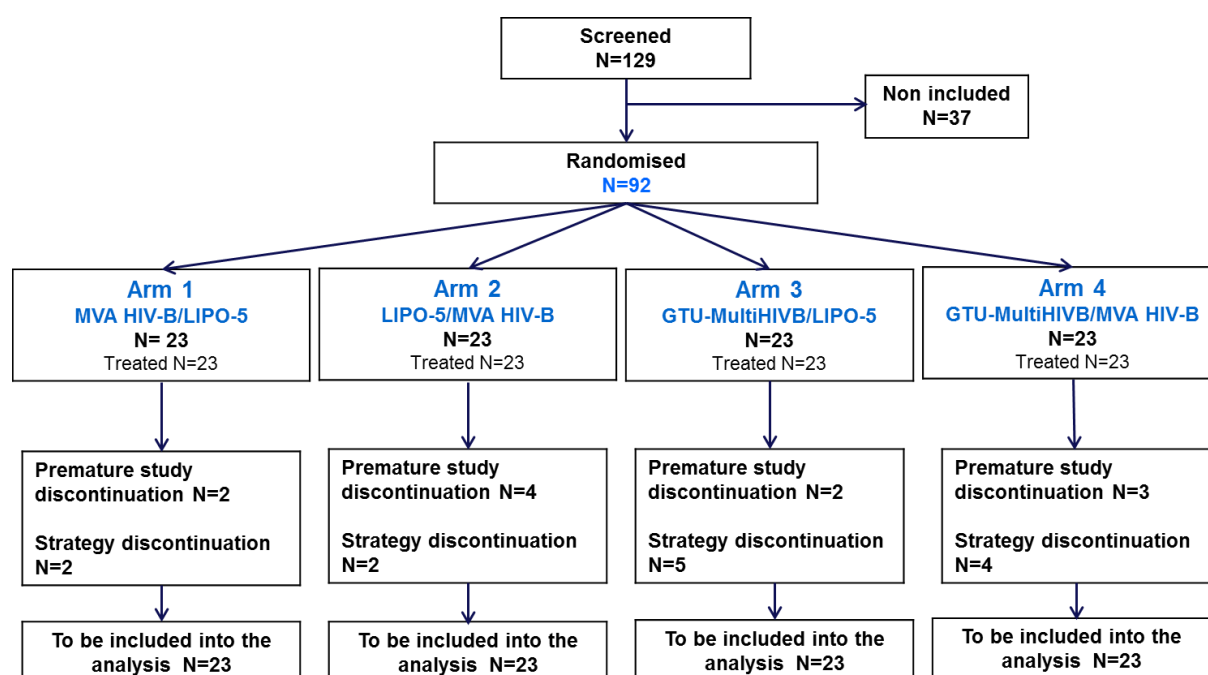 Screened
N=129
Non included
N=37
Randomised
N=92
Arm 1
MVA HIV-B/LIPO-5
N= 23
Treated N=23
Arm 2
LIPO-5/MVA HIV-B
N=23
Treated N=23
Arm 3
GTU-MultiHIVB/LIPO-5
N=23
Treated N=23
Arm 4
GTU-MultiHIVB/MVA HIV-B
N=23
Treated N=23
Premature study
discontinuation N=2
Strategy discontinuation
N=2
Premature study
discontinuation N=4
Strategy discontinuation
N=2
Premature study
discontinuation N=2
Strategy discontinuation
N=5
Premature study
discontinuation N=3
Strategy discontinuation
N=4
To be included into the
analysis N=23
To be included into the
analysis N=23
To be included into the
analysis N=23
To be included into the
analysis N=23